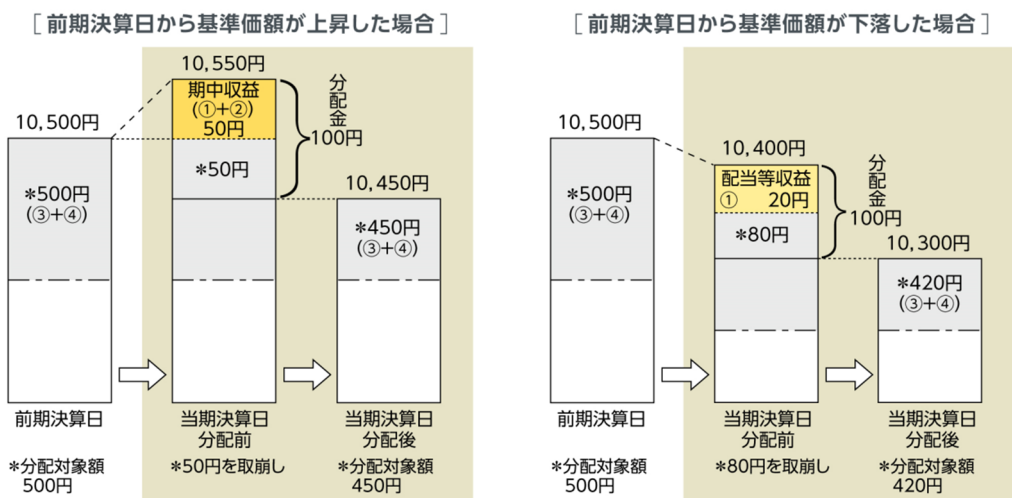 [前期決算日から基準価額が上昇した場合]
10,550円
期中収益
(①+②)
50円
分配金
100円
10,500円
*500円
(③+④)
*50円
10,450円
*450円
(③+④)
前期決算日
当期決算日
分配前
当期決算日
分配後
*分配対象額
500円
*50円を取崩し
*分配対象額
450円
[前期決算日から基準価額が下落した場合]
10,500円
*500円
(③+④)
10,400円
配当等収益
① 20円
分配金
100円
*80円
10,300円
*420円
(③+④)
前期決算日
当期決算日
分配前
当期決算日
分配後
*分配対象額
500円
*80円を取崩し
*分配対象額
420円